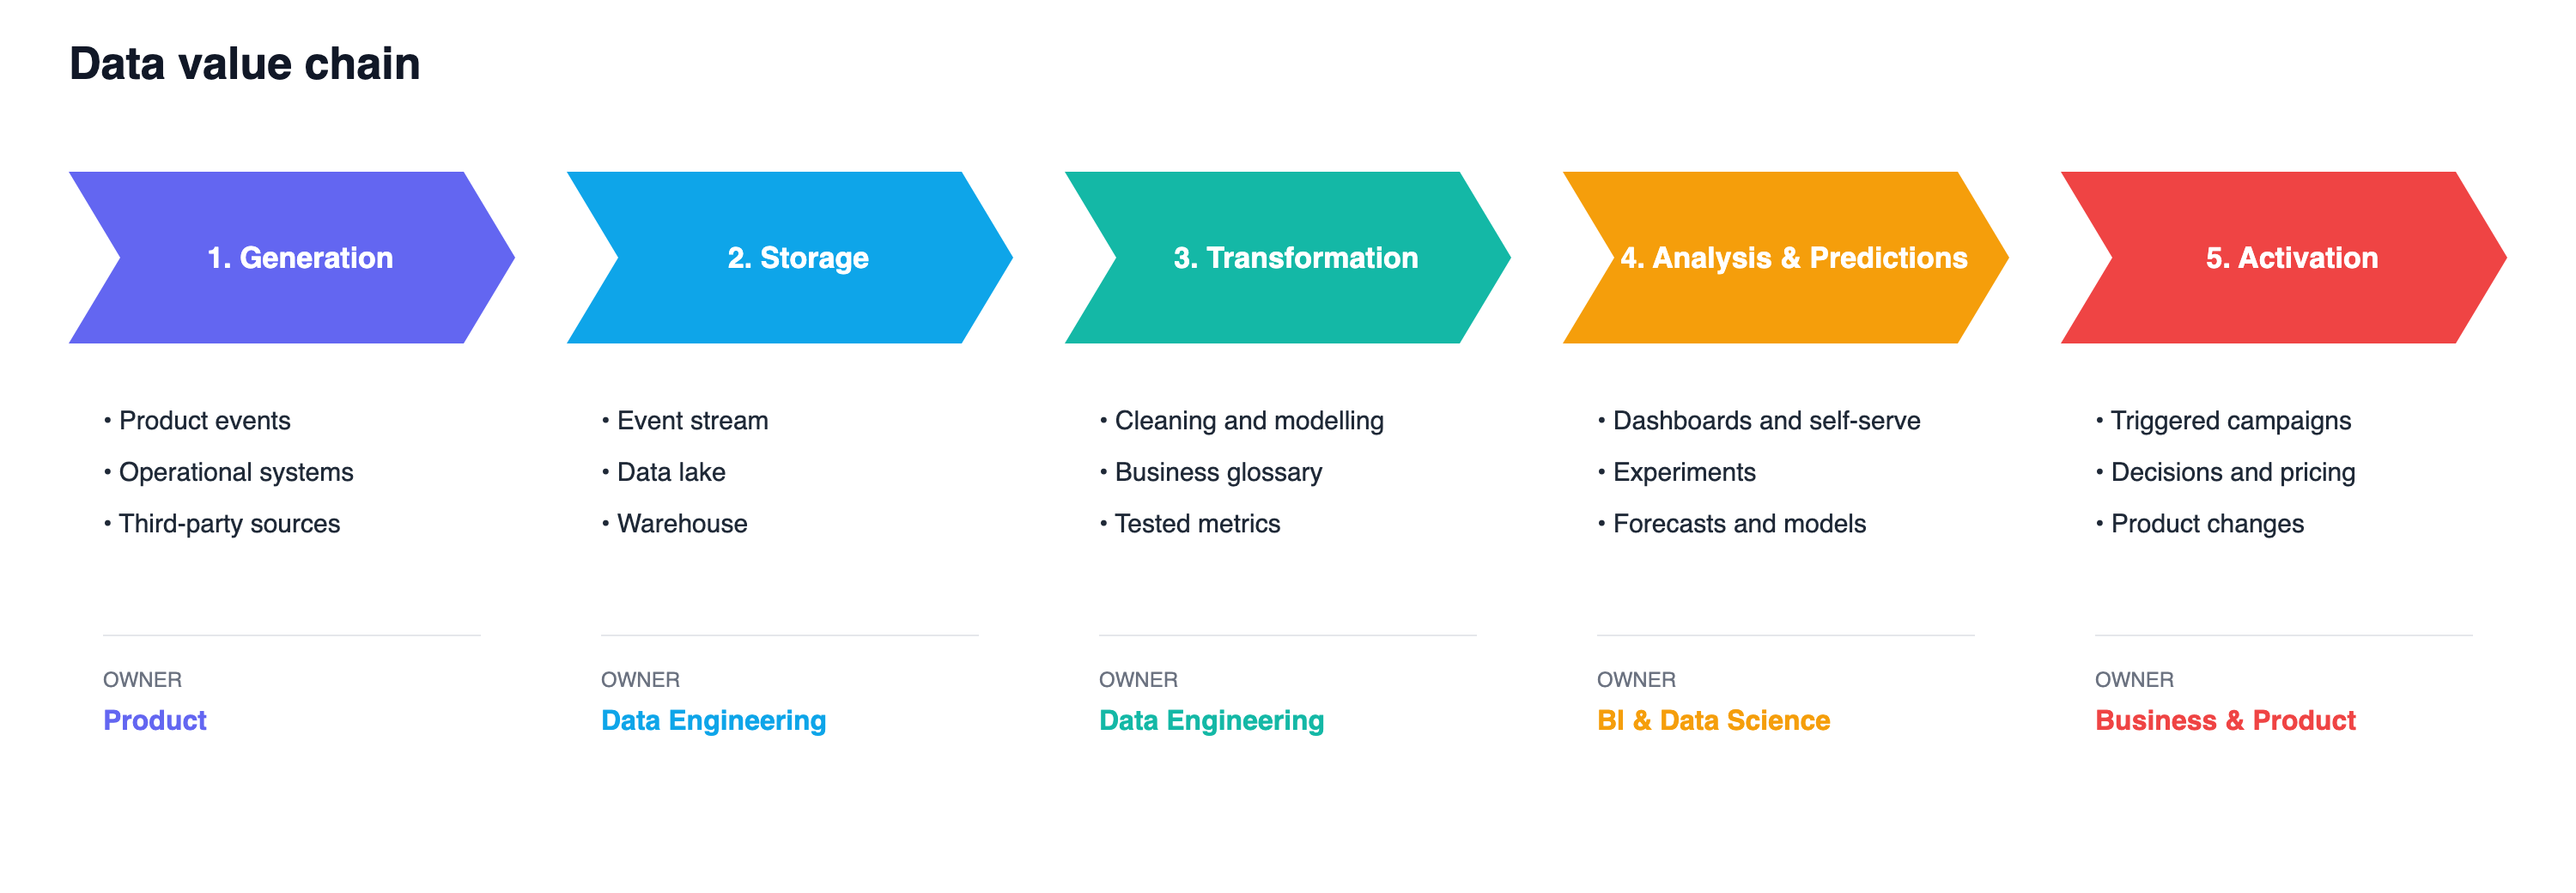 Data value chain
1. Generation
2. Storage
3. Transformation
4. Analysis & Predictions
5. Activation
• Product events
• Operational systems
• Third-party sources
• Event stream
• Data lake
• Warehouse
• Cleaning and modelling
• Business glossary
• Tested metrics
• Dashboards and self-serve
• Experiments
• Forecasts and models
• Triggered campaigns
• Decisions and pricing
• Product changes
OWNER
Product
OWNER
Data Engineering
OWNER
Data Engineering
OWNER
BI & Data Science
OWNER
Business & Product